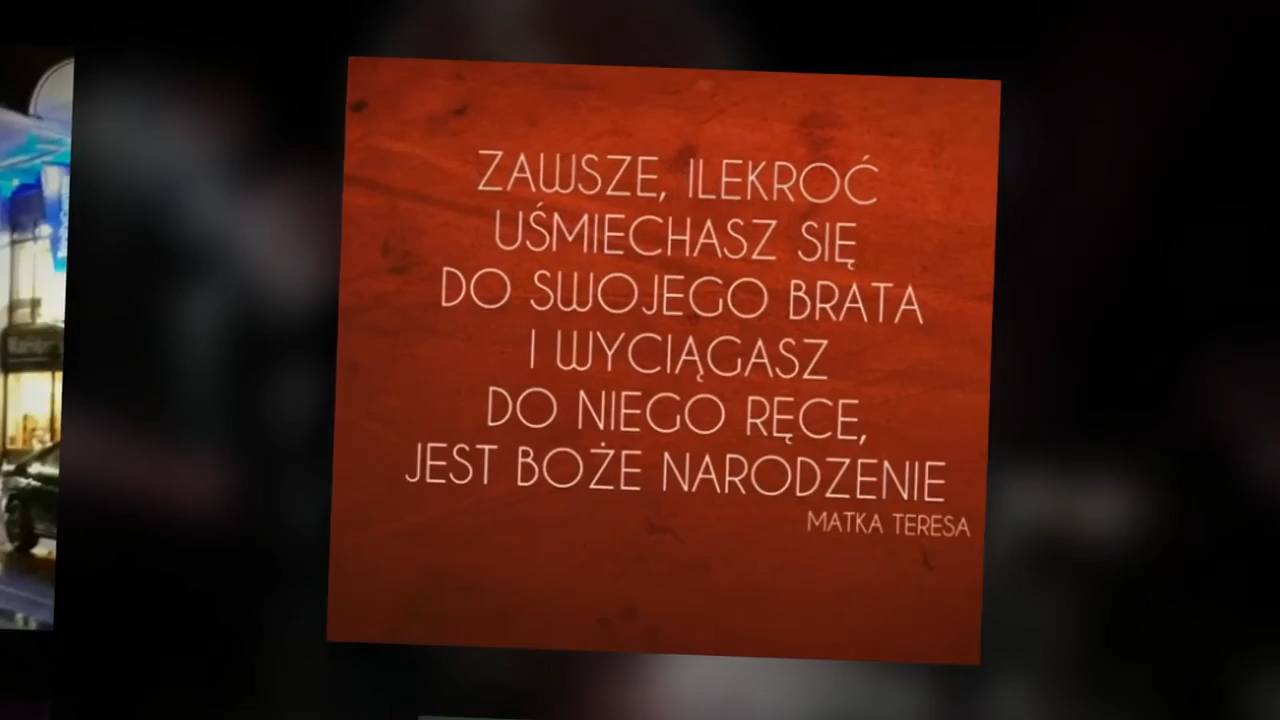 ZAWSZE, ILEKROĆ
UŚMIECHASZ SIĘ
DO SWOJEGO BRATA
I WYCIĄGASZ
DO NIEGO RĘCE,
JEST BOŻE NARODZENIE
MATKA TERESA